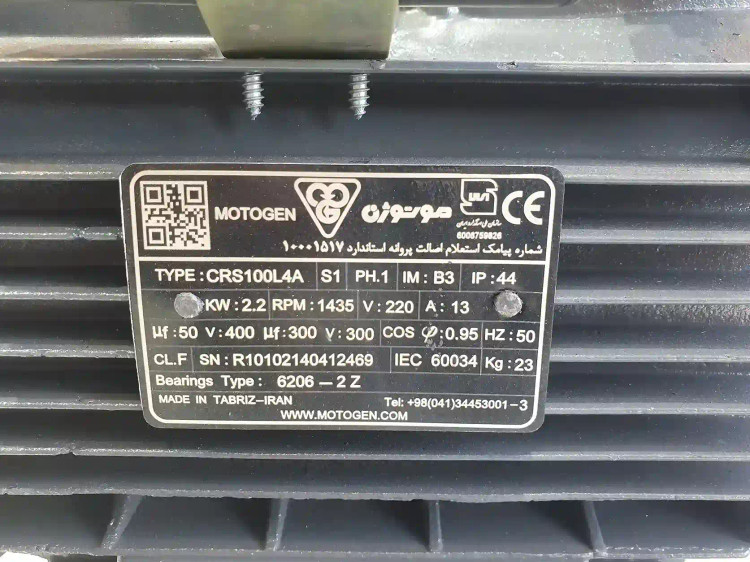 MOTOGEN
موتوژن
CE
6006759826
شماره پیامک استعلام اصالت پروانه استاندارد ۱۰۰۰۱۵۱۷
TYPE: CRS100L4A S1 PH.1 IM: B3 IP: 44
KW: 2.2 RPM: 1435 V: 220 A: 13
µf: 50 V: 400 µf: 300 V: 300 COS φ: 0.95 HZ: 50
CL.F SN: R10102140412469 IEC 60034 Kg: 23
Bearings Type: 6206-2Z
MADE IN TABRIZ-IRAN Tel: +98(041)34453001-3
WWW.MOTOGEN.COM